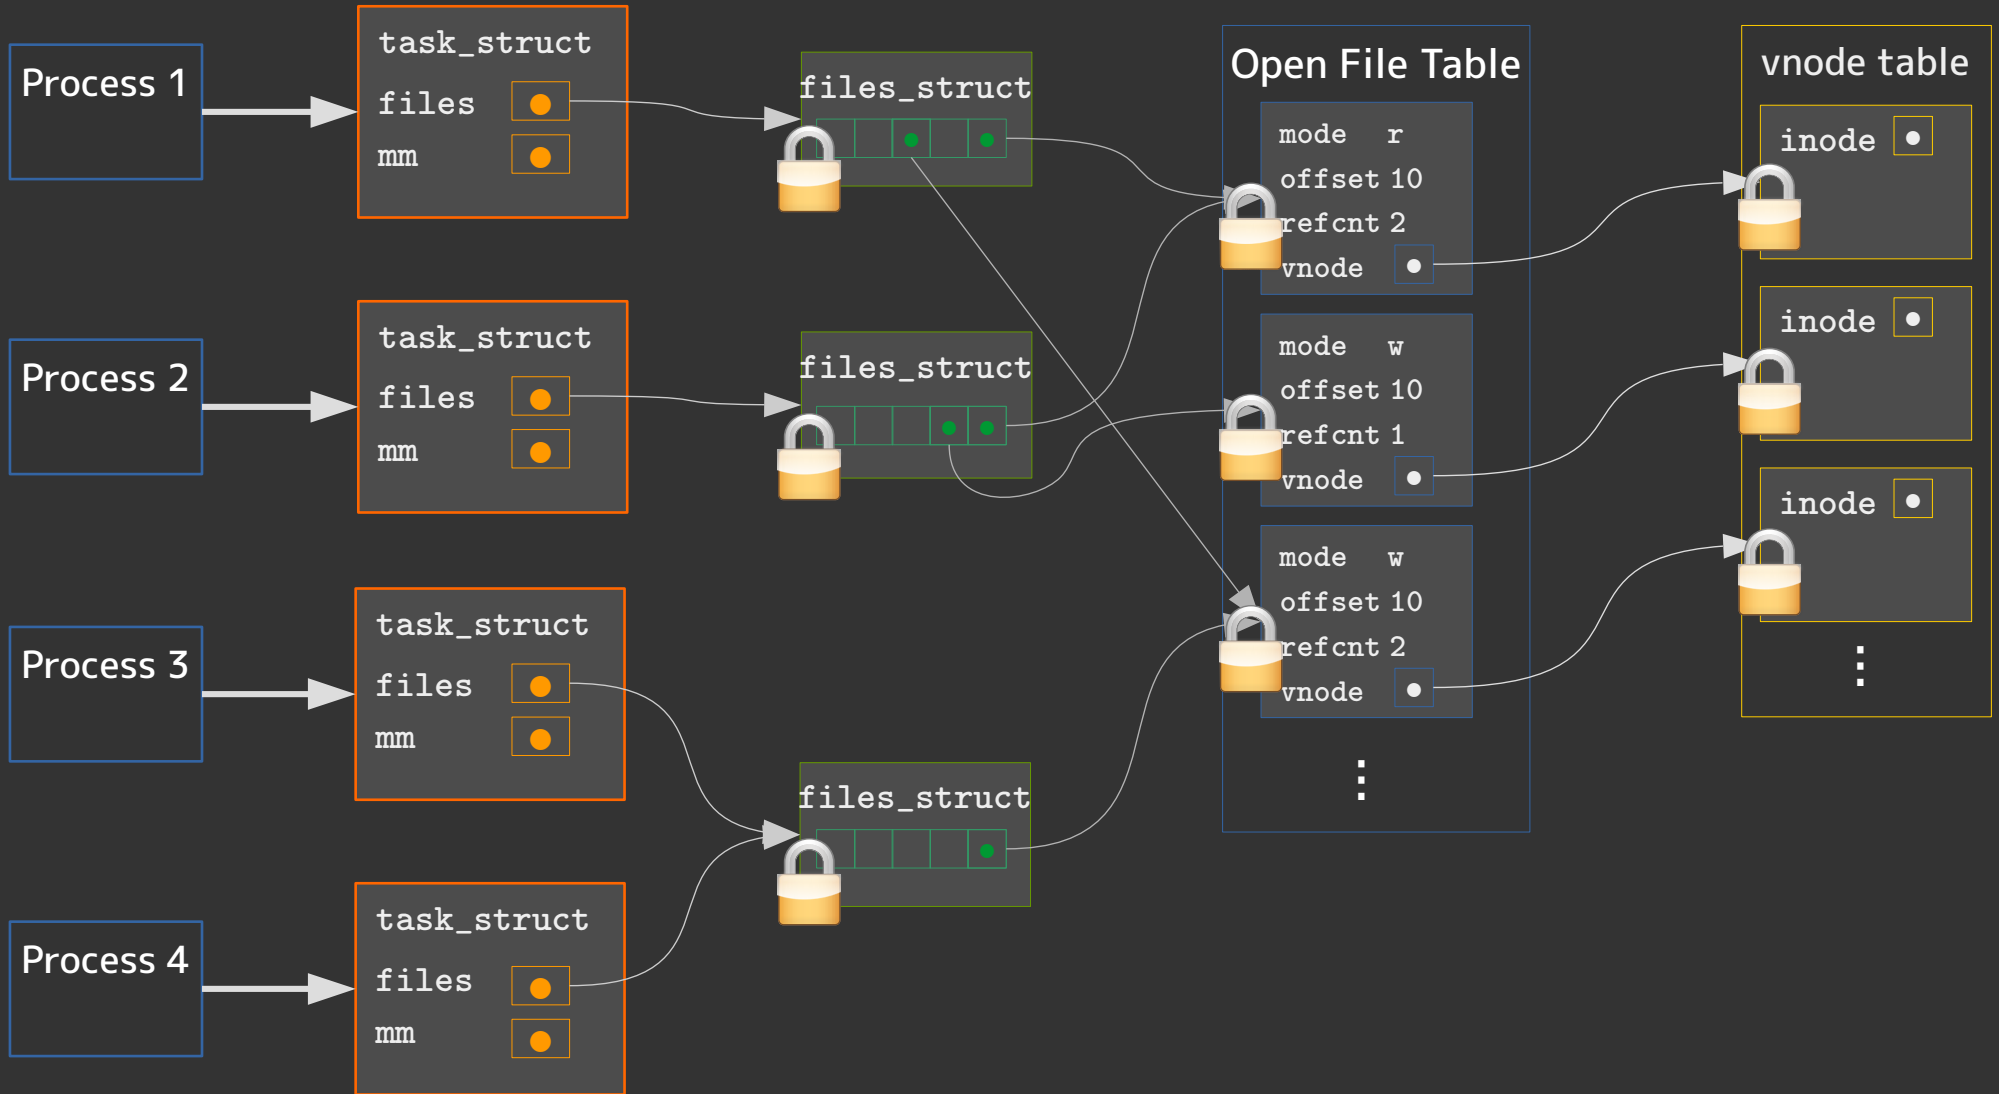 Process 1
task_struct
files
mm
Process 2
task_struct
files
mm
Process 3
task_struct
files
mm
Process 4
task_struct
files
mm
files_struct
files_struct
files_struct
Open File Table
mode r
offset 10
refcnt 2
vnode
mode w
offset 10
refcnt 1
vnode
mode w
offset 10
refcnt 2
vnode
⋮
vnode table
inode
inode
inode
⋮